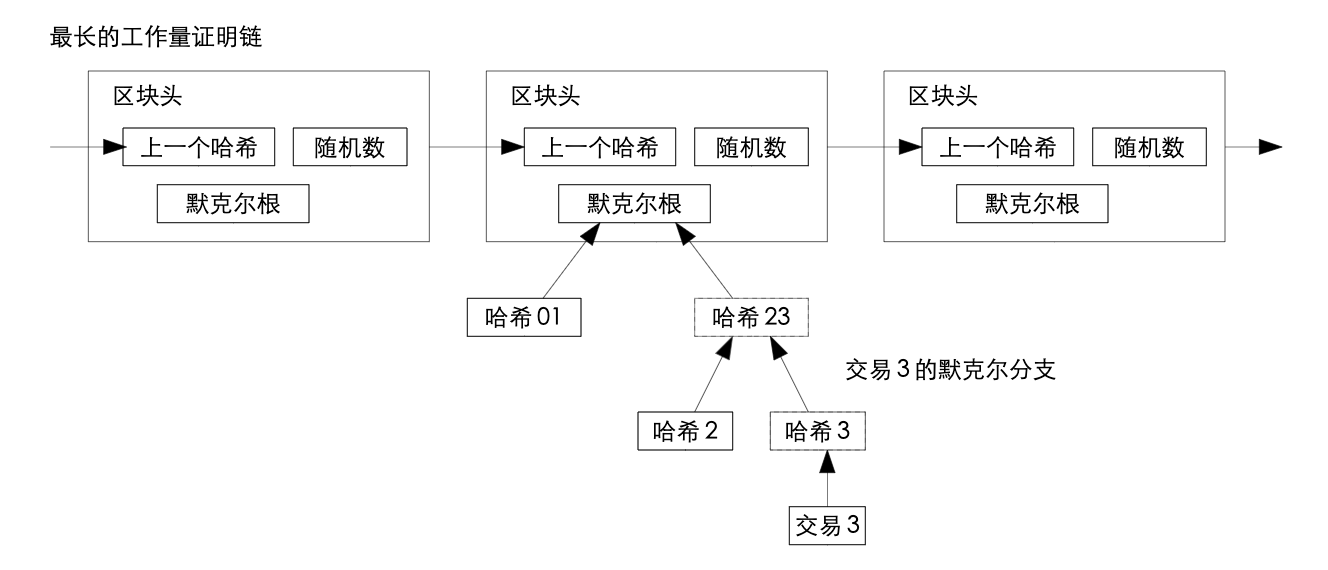 最长的工作量证明链
区块头 区块头 区块头
上一个哈希 随机数 上一个哈希 随机数 上一个哈希 随机数
默克尔根 默克尔根 默克尔根
哈希 01 哈希 23
交易 3 的默克尔分支
哈希 2 哈希 3
交易 3